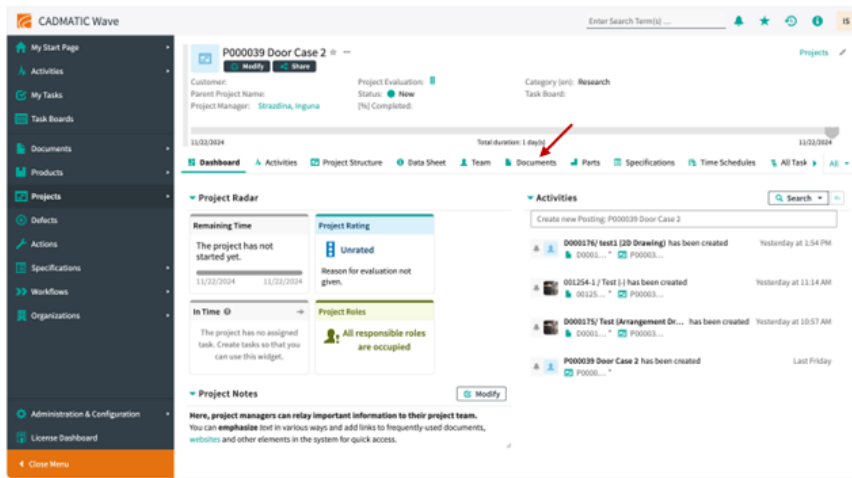 CADMATIC Wave
Enter Search Term(s) ....
IS
My Start Page
Activities
My Tasks
Task Boards
Documents
Products
Projects
Defects
Actions
Specifications
Workflows
Organizations
Administration & Configuration
License Dashboard
Close Menu
P000039 Door Case 2
Projects
Modify
Share
Customer:
Project Evaluation:
Category (en): Research
Parent Project Name:
Status: New
Task Board:
Project Manager: Strazdina, Inguna
[%] Completed:
11/22/2024
Total duration: 1 day(s)
11/22/2024
Dashboard
Activities
Project Structure
Data Sheet
Team
Documents
Parts
Specifications
Time Schedules
All Task
All
Project Radar
Remaining Time
The project has not
started yet.
11/22/2024 11/22/2024
Project Rating
Unrated
Reason for evaluation not
given.
In Time
The project has no assigned
task. Create tasks so that you
can use this widget.
Project Roles
All responsible roles
are occupied
Project Notes
Modify
Here, project managers can relay important information to their project team.
You can emphasize text in various ways and add links to frequently-used documents,
websites and other elements in the system for quick access.
Activities
Search
Create new Posting: P000039 Door Case 2
D000176/ test1 (2D Drawing) has been created Yesterday at 1:54 PM
D0001... P00003...
001254-1 / Test (-) has been created Yesterday at 11:14 AM
00125... P00003...
D000175/ Test (Arrangement Dr... has been created Yesterday at 10:57 AM
D0001... P00003...
P000039 Door Case 2 has been created Last Friday
P0000...